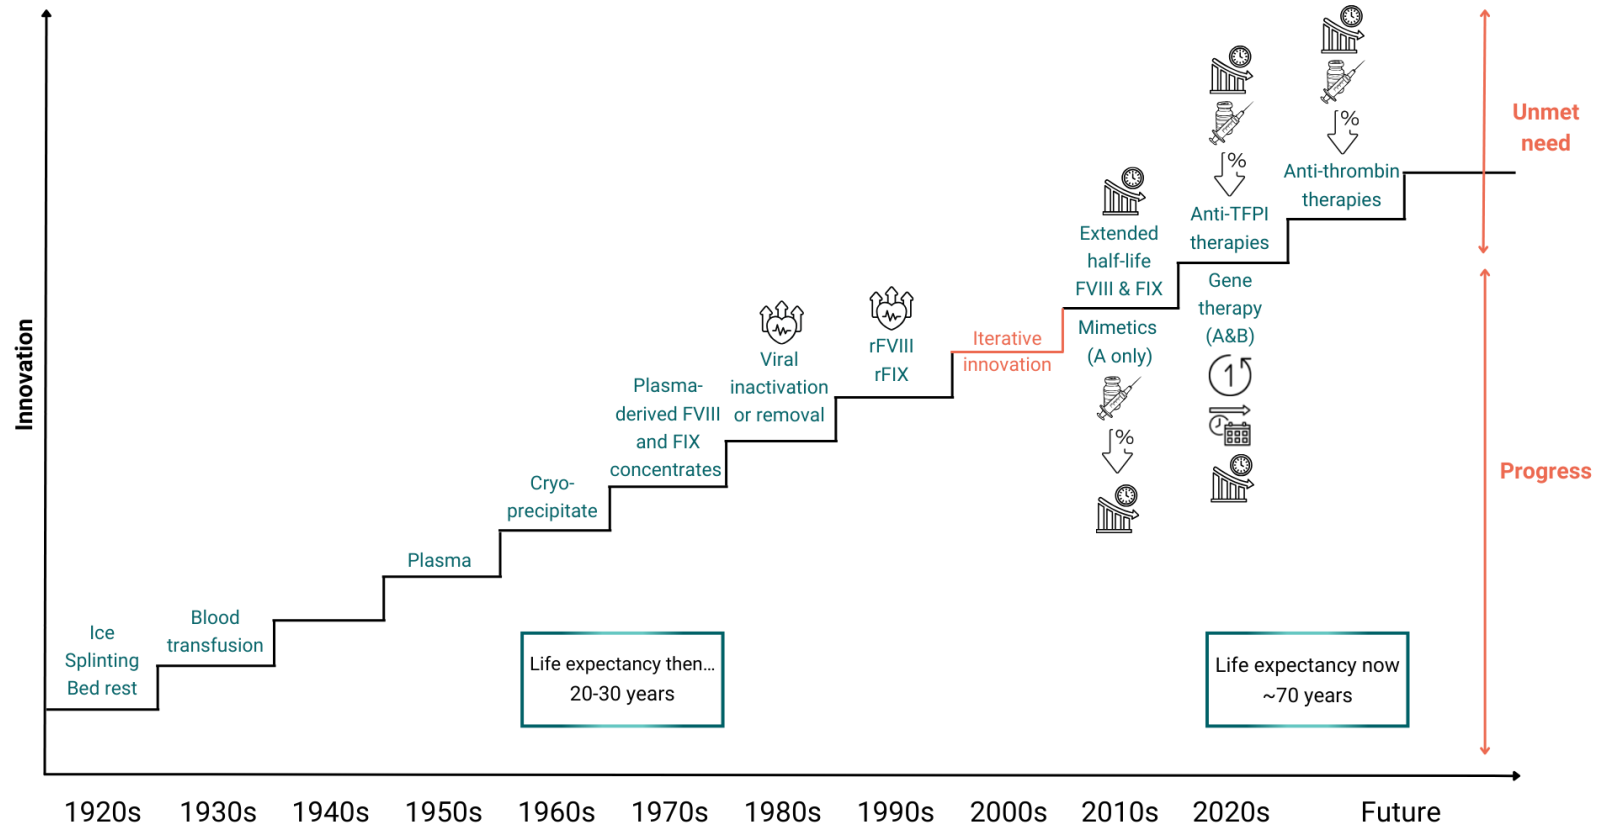 Innovation
Ice
Splinting
Bed rest
Blood
transfusion
Plasma
Cryo-
precipitate
Plasma-
derived FVIII
and FIX
concentrates
Viral
inactivation
or removal
rFVIII
rFIX
Iterative
innovation
Extended
half-life
FVIII & FIX
Mimetics
(A only)
%
%
Anti-TFPI
therapies
Gene
therapy
(A&B)
1
%
Anti-thrombin
therapies
Unmet
need
Progress
Life expectancy then...
20-30 years
Life expectancy now
~70 years
1920s 1930s 1940s 1950s 1960s 1970s 1980s 1990s 2000s 2010s 2020s Future